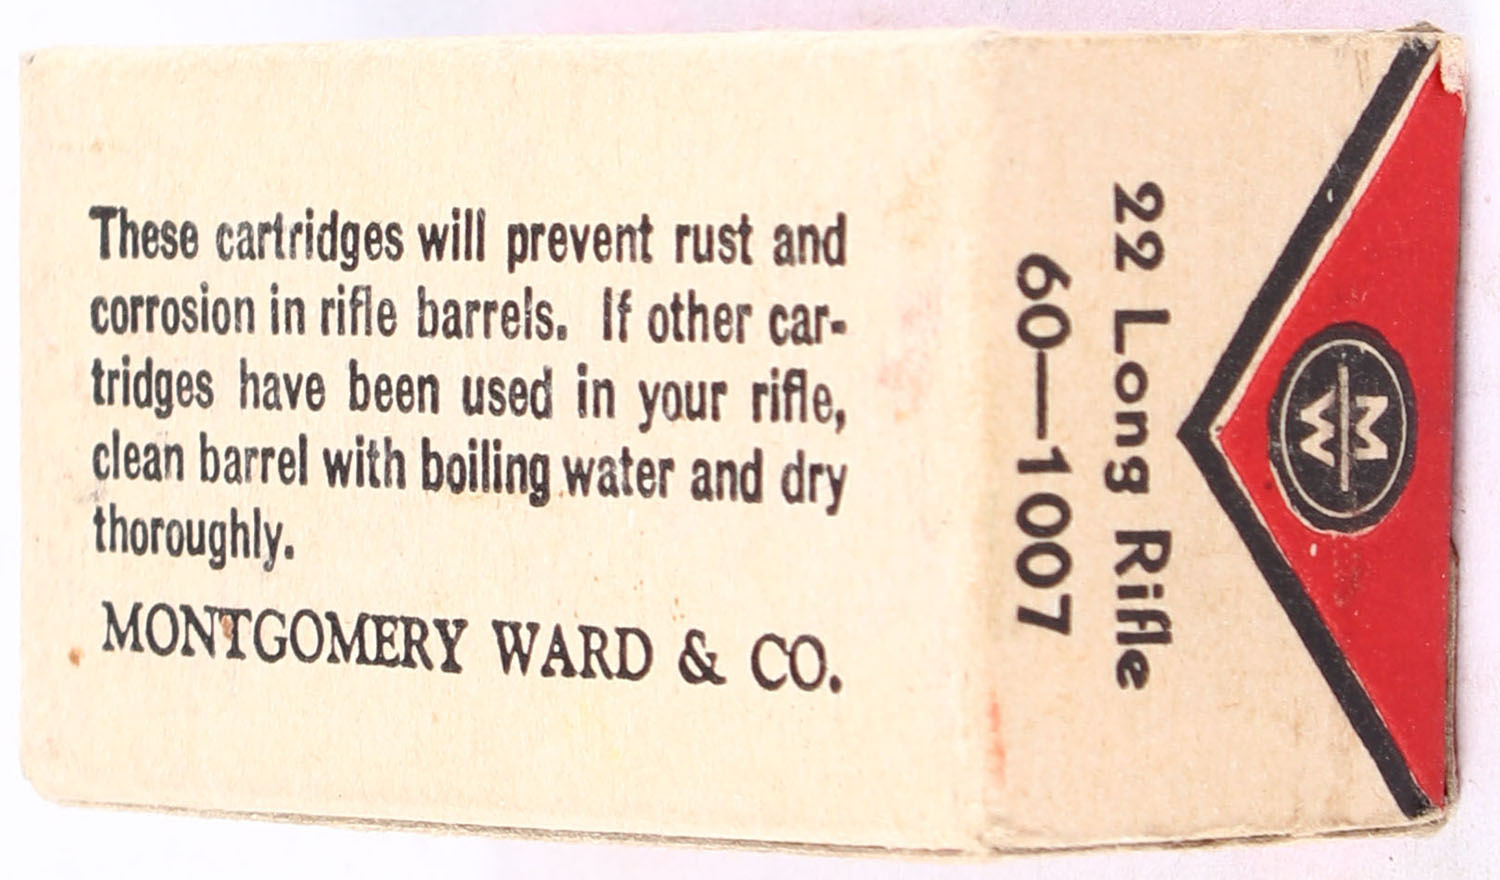 These cartridges will prevent rust and
corrosion in rifle barrels. If other car-
tridges have been used in your rifle,
clean barrel with boiling water and dry
thoroughly.
MONTGOMERY WARD & CO.
22 Long Rifle
60—1007
MW